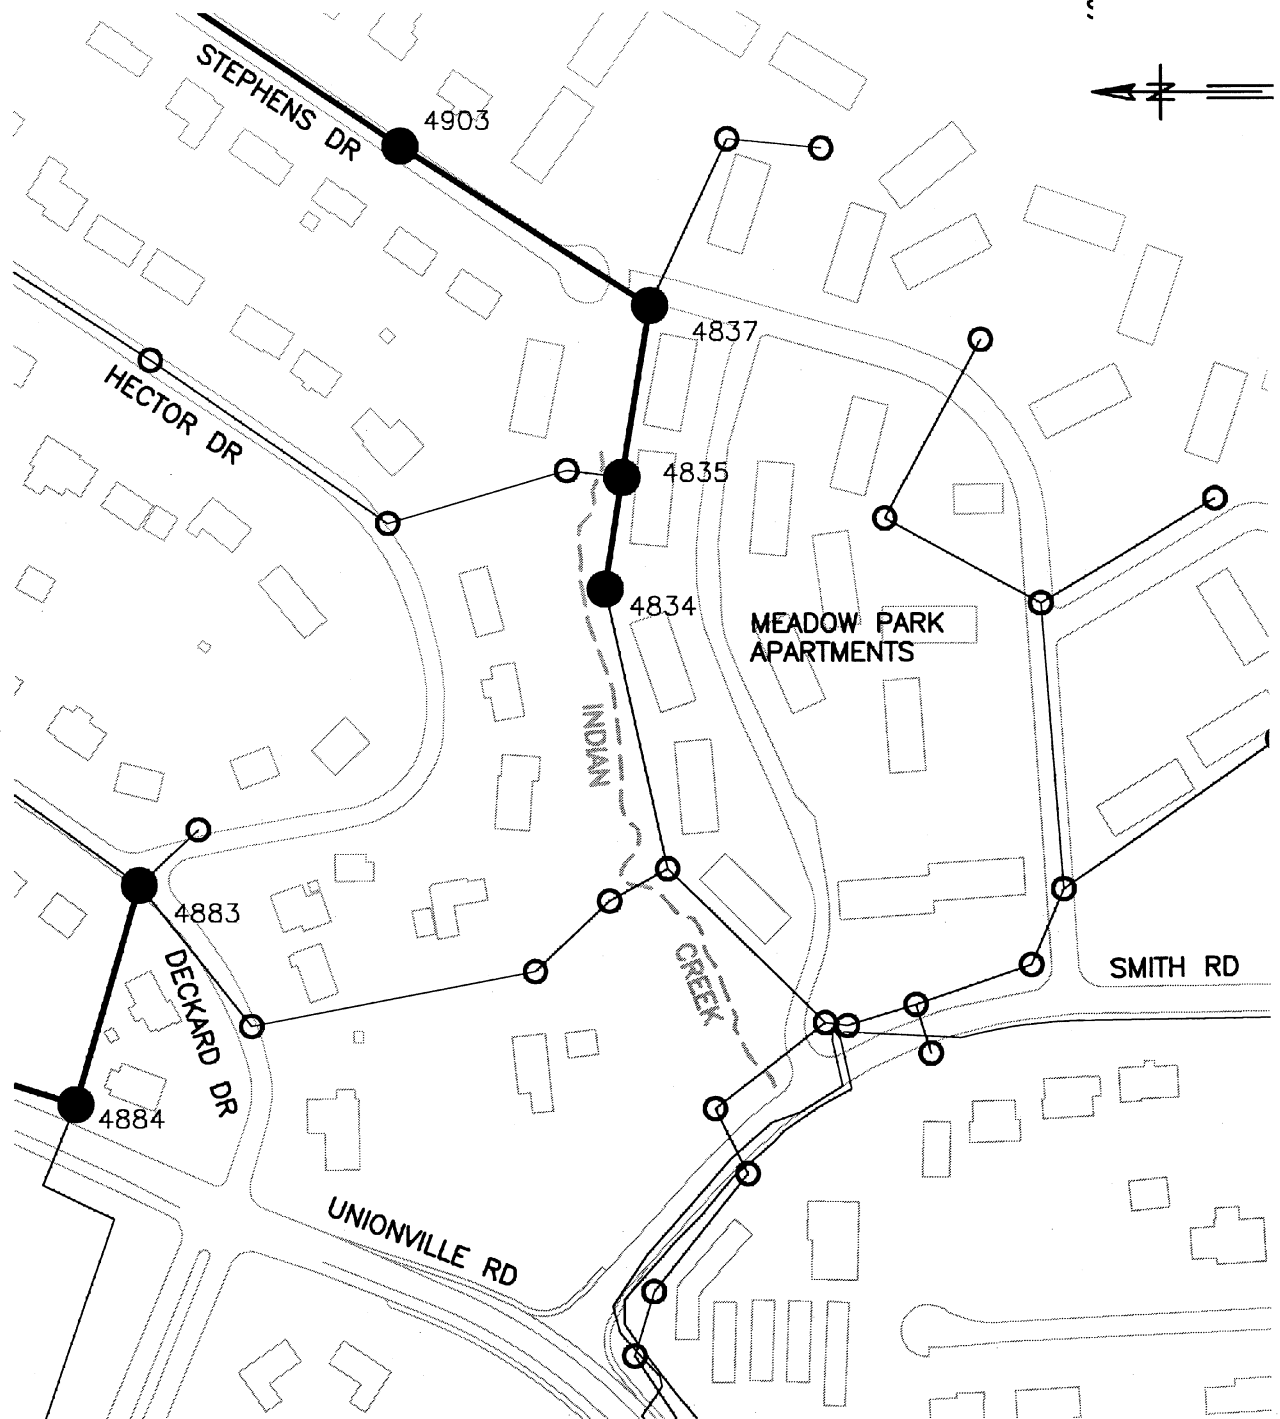 STEPHENS DR
4903
4837
HECTOR DR
4835
4834
MEADOW PARK
APARTMENTS
INDIAN
4883
DECKARD DR
CREEK
SMITH RD
4884
UNIONVILLE RD